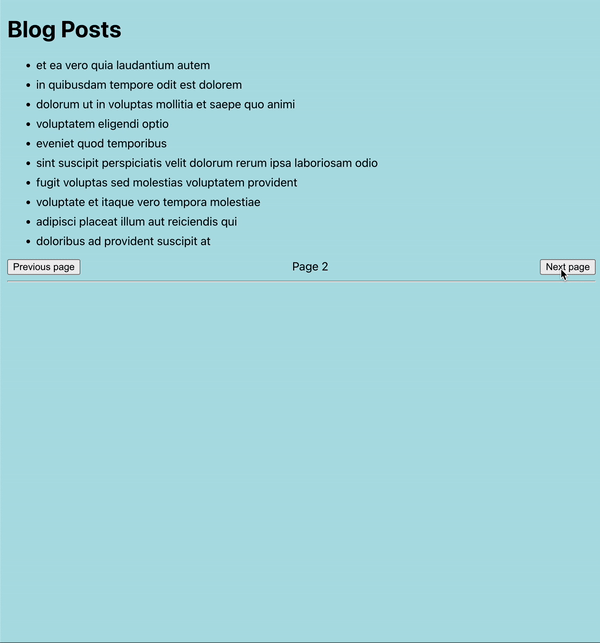 Blog Posts
et ea vero quia laudantium autem
in quibusdam tempore odit est dolorem
dolorum ut in voluptas mollitia et saepe quo animi
voluptatem eligendi optio
eveniet quod temporibus
sint suscipit perspiciatis velit dolorum rerum ipsa laboriosam odio
fugit voluptas sed molestias voluptatem provident
voluptate et itaque vero tempora molestiae
adipisci placeat illum aut reiciendis qui
doloribus ad provident suscipit at
Previous page Page 2 Next page